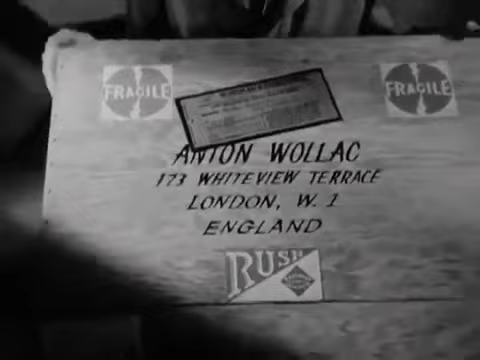 FRAGILE
FRAGILE
ANTON WOLLAC
173 WHITEVIEW TERRACE
LONDON, W. 1
ENGLAND
RUSH